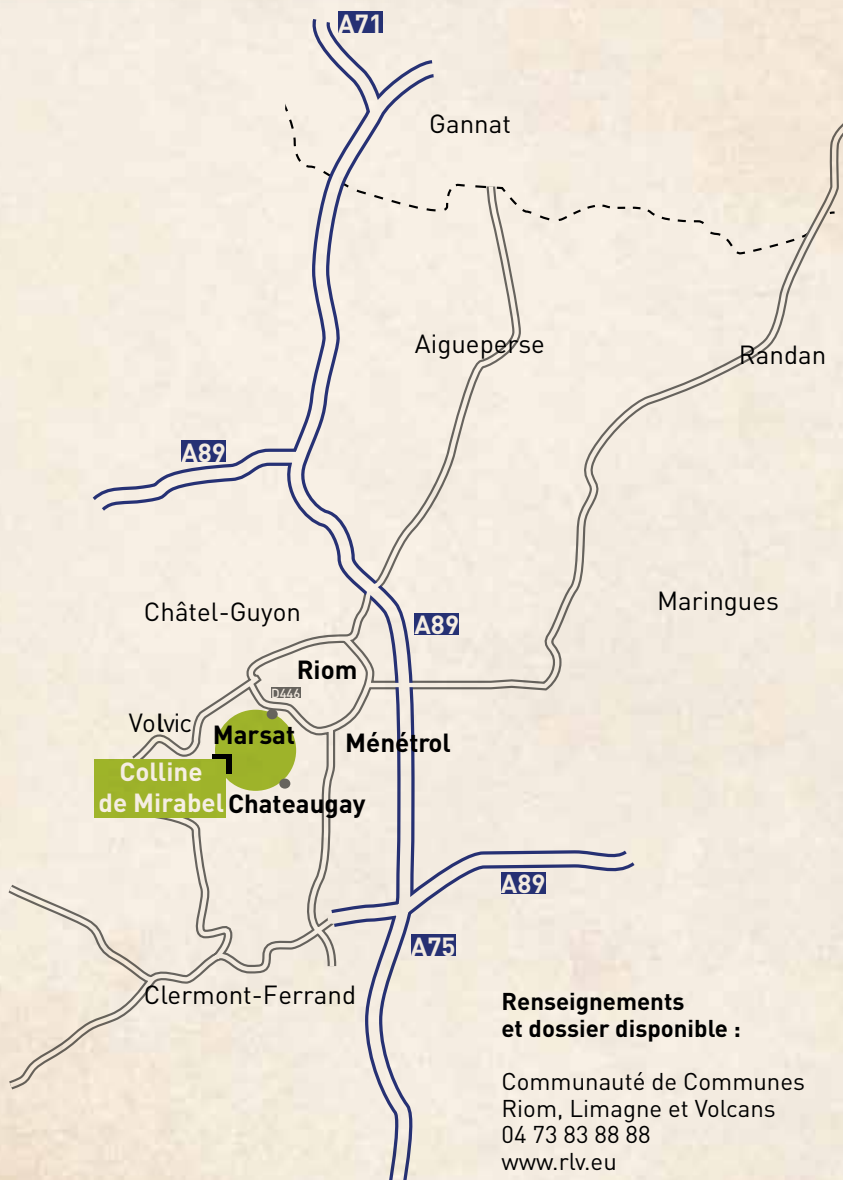 A71
Gannat
Aigueperse
Randan
A89
Châtel-Guyon
Maringues
A89
Riom
D446
Volvic
Marsat
Ménétrol
Colline
de Mirabel
Chateaugay
A89
A75
Clermont-Ferrand
Renseignements
et dossier disponible :
Communauté de Communes
Riom, Limagne et Volcans
04 73 83 88 88
www.rlv.eu